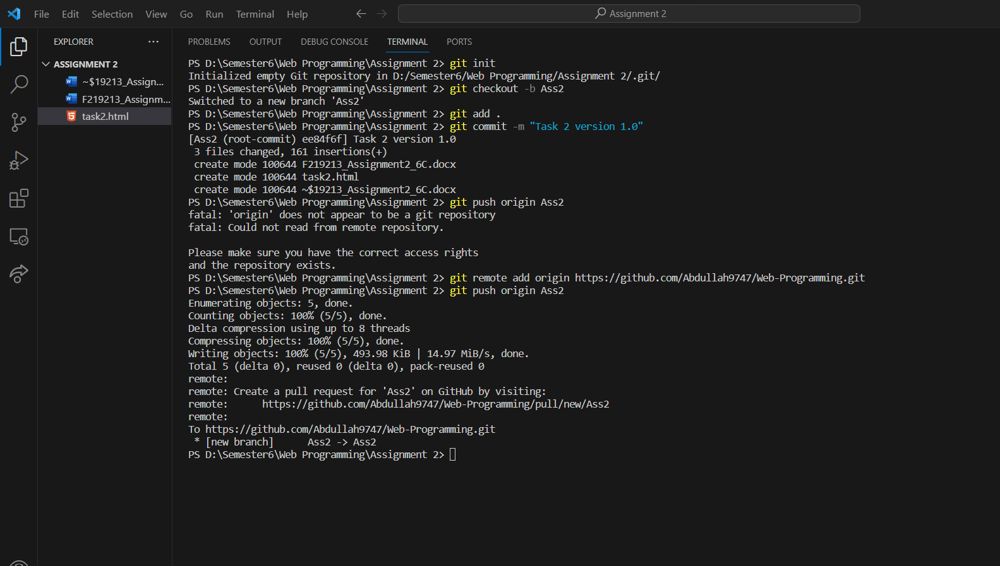 File Edit Selection View Go Run Terminal Help
Assignment 2
EXPLORER
ASSIGNMENT 2
~$19213_Assign...
F219213_Assignm...
task2.html
PROBLEMS OUTPUT DEBUG CONSOLE TERMINAL PORTS
PS D:\Semester6\Web Programming\Assignment 2> git init
Initialized empty Git repository in D:/Semester6/Web Programming/Assignment 2/.git/
PS D:\Semester6\Web Programming\Assignment 2> git checkout -b Ass2
Switched to a new branch 'Ass2'
PS D:\Semester6\Web Programming\Assignment 2> git add .
PS D:\Semester6\Web Programming\Assignment 2> git commit -m "Task 2 version 1.0"
[Ass2 (root-commit) ee84f6f] Task 2 version 1.0
3 files changed, 161 insertions(+)
create mode 100644 F219213_Assignment2_6C.docx
create mode 100644 task2.html
create mode 100644 ~$19213_Assignment2_6C.docx
PS D:\Semester6\Web Programming\Assignment 2> git push origin Ass2
fatal: 'origin' does not appear to be a git repository
fatal: Could not read from remote repository.
Please make sure you have the correct access rights
and the repository exists.
PS D:\Semester6\Web Programming\Assignment 2> git remote add origin https://github.com/Abdullah9747/Web-Programming.git
PS D:\Semester6\Web Programming\Assignment 2> git push origin Ass2
Enumerating objects: 5, done.
Counting objects: 100% (5/5), done.
Delta compression using up to 8 threads
Compressing objects: 100% (5/5), done.
Writing objects: 100% (5/5), 493.98 KiB | 14.97 MiB/s, done.
Total 5 (delta 0), reused 0 (delta 0), pack-reused 0
remote:
remote: Create a pull request for 'Ass2' on GitHub by visiting:
remote:      https://github.com/Abdullah9747/Web-Programming/pull/new/Ass2
remote:
To https://github.com/Abdullah9747/Web-Programming.git
* [new branch]      Ass2 -> Ass2
PS D:\Semester6\Web Programming\Assignment 2>